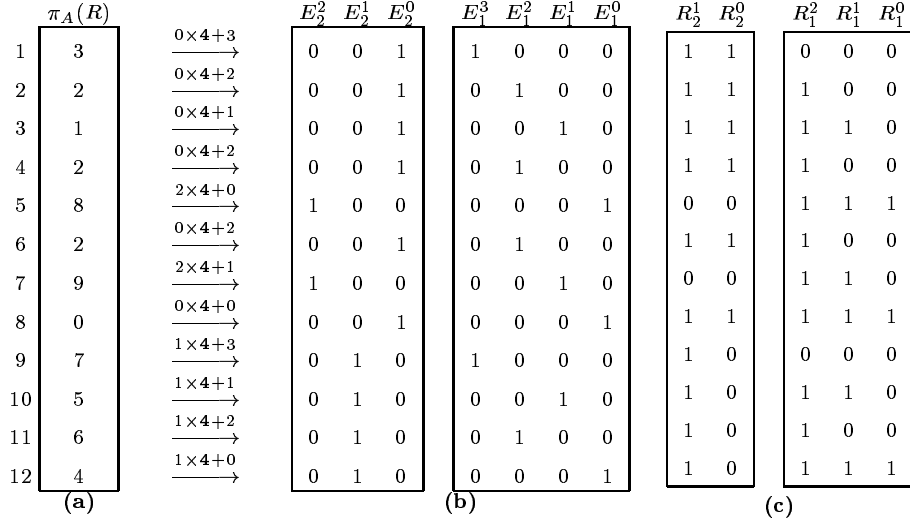 π_A(R) E_2^2 E_2^1 E_2^0 E_1^3 E_1^2 E_1^1 E_1^0 R_2^1 R_2^0 R_1^2 R_1^1 R_1^0
1 3 0×4+3 0 0 1 1 0 0 0 1 1 0 0 0
2 2 0×4+2 0 0 1 0 1 0 0 1 1 1 0 0
3 1 0×4+1 0 0 1 0 0 1 0 1 1 1 1 0
4 2 0×4+2 0 0 1 0 1 0 0 1 1 1 0 0
5 8 2×4+0 1 0 0 0 0 0 1 0 0 1 1 1
6 2 0×4+2 0 0 1 0 1 0 0 1 1 1 0 0
7 9 2×4+1 1 0 0 0 0 1 0 0 0 1 1 0
8 0 0×4+0 0 0 1 0 0 0 1 1 1 1 1 1
9 7 1×4+3 0 1 0 1 0 0 0 1 0 0 0 0
10 5 1×4+1 0 1 0 0 0 1 0 1 0 1 1 0
11 6 1×4+2 0 1 0 0 1 0 0 1 0 1 0 0
12 4 1×4+0 0 1 0 0 0 0 1 1 0 1 1 1
(a) (b) (c)